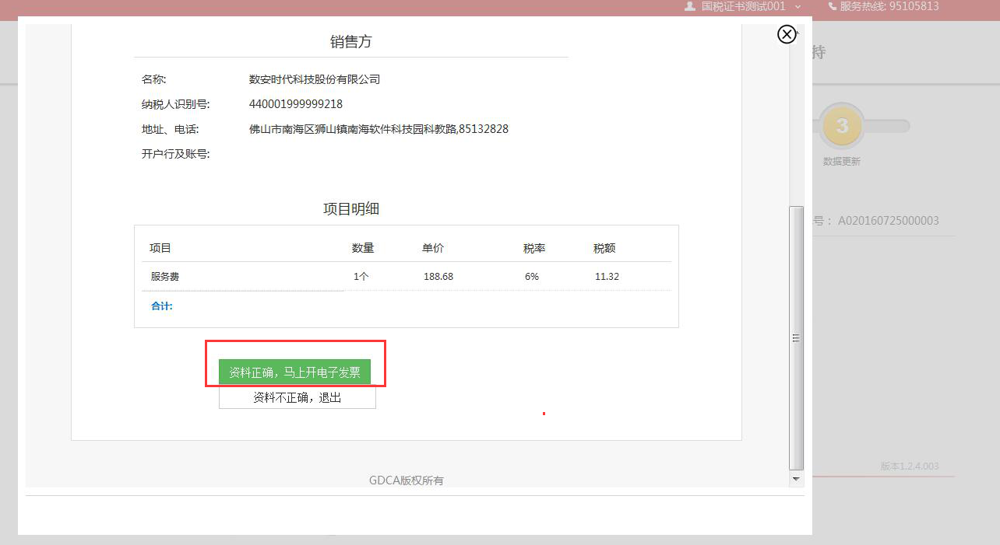 国税证书测试001 服务热线: 95105813
持
销售方
名称: 数安时代科技股份有限公司
纳税人识别号: 440001999999218
地址、电话: 佛山市南海区狮山镇南海软件科技园科教路,85132828
开户行及账号:
3
数据更新
号： A020160725000003
项目明细
项目 数量 单价 税率 税额
服务费 1个 188.68 6% 11.32
合计:
资料正确，马上开电子发票
资料不正确，退出
版本1.2.4.003
GDCA版权所有